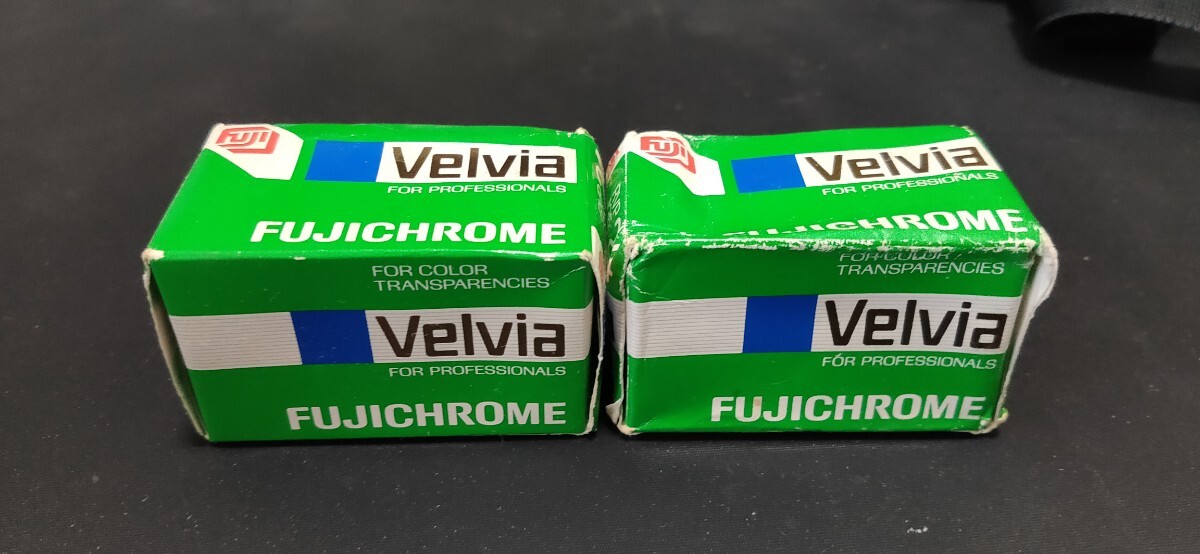 FUJI
Velvia
FOR PROFESSIONALS
FUJICHROME
FOR COLOR
TRANSPARENCIES
Velvia
FOR PROFESSIONALS
FUJICHROME
FUJI
Velvia
FOR PROFESSIONALS
FUJICHROME
FOR COLOR
TRANSPARENCIES
Velvia
FOR PROFESSIONALS
FUJICHROME